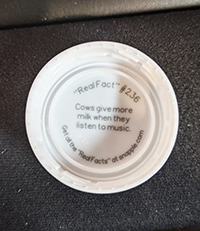 "Real Fact" #236
Cows give more
milk when they
listen to music.
Get all the "Real Facts" at snapple.com